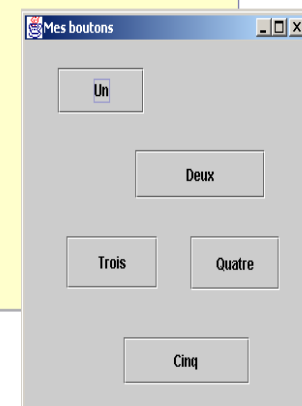 Mes boutons
Un
Deux
Trois Quatre
Cinq